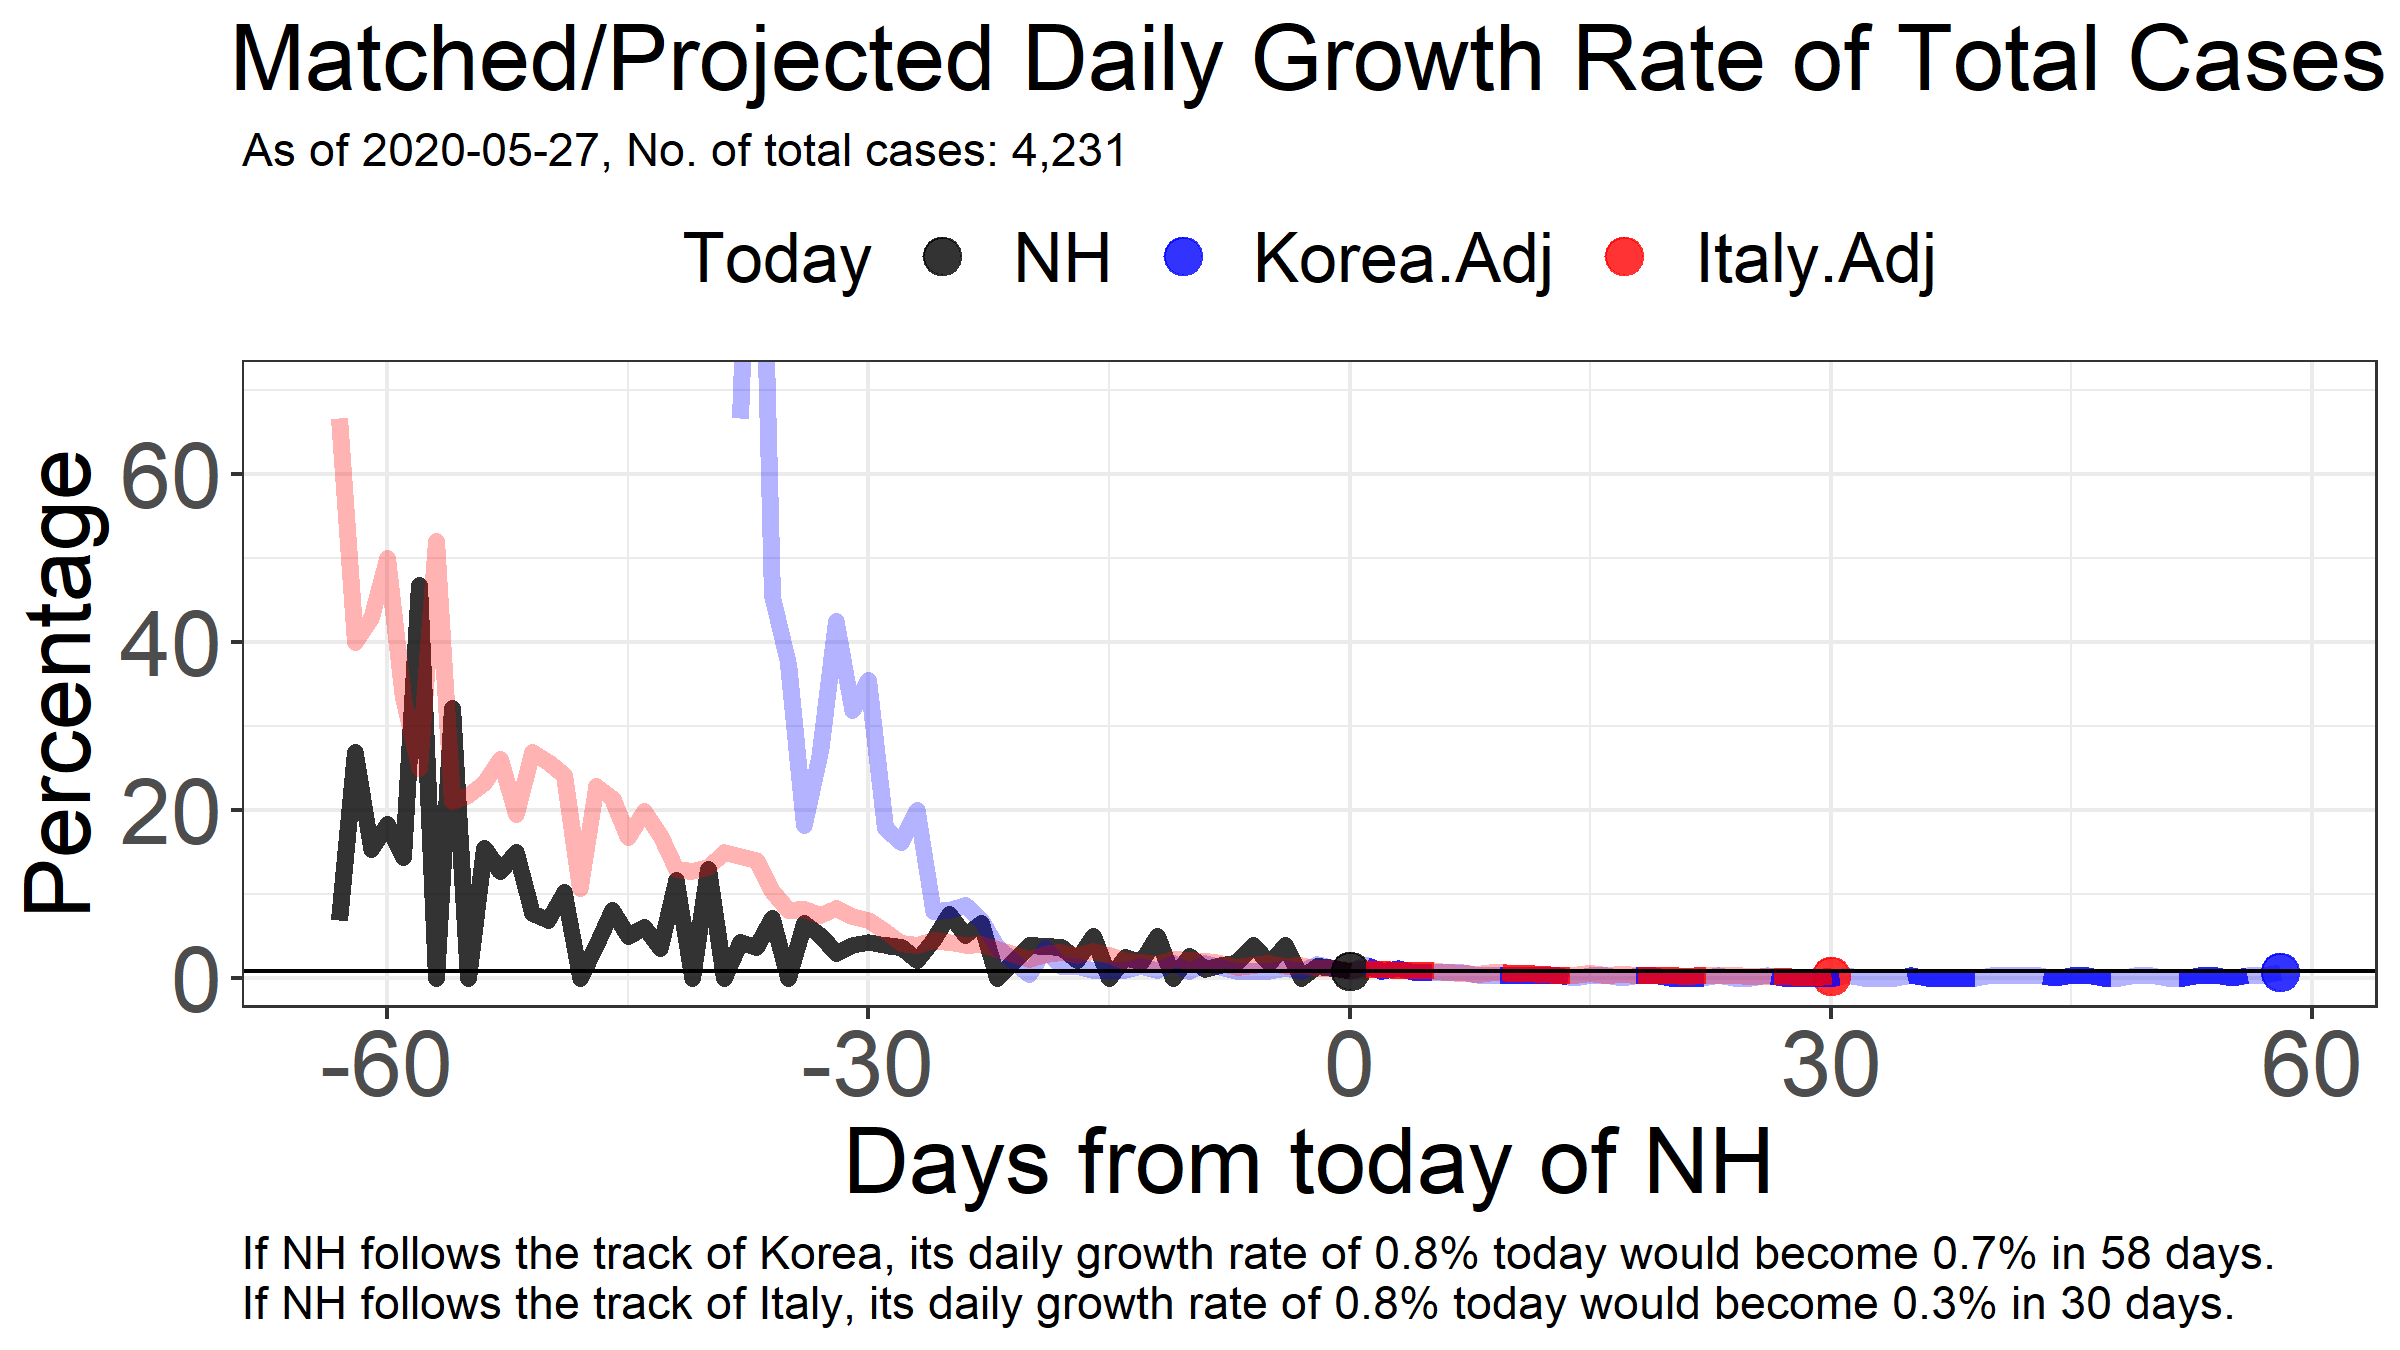 Matched/Projected Daily Growth Rate of Total Cases
As of 2020-05-27, No. of total cases: 4,231
Today NH Korea.Adj Italy.Adj
Percentage
60
40
20
0
-60 -30 0 30 60
Days from today of NH
If NH follows the track of Korea, its daily growth rate of 0.8% today would become 0.7% in 58 days.
If NH follows the track of Italy, its daily growth rate of 0.8% today would become 0.3% in 30 days.